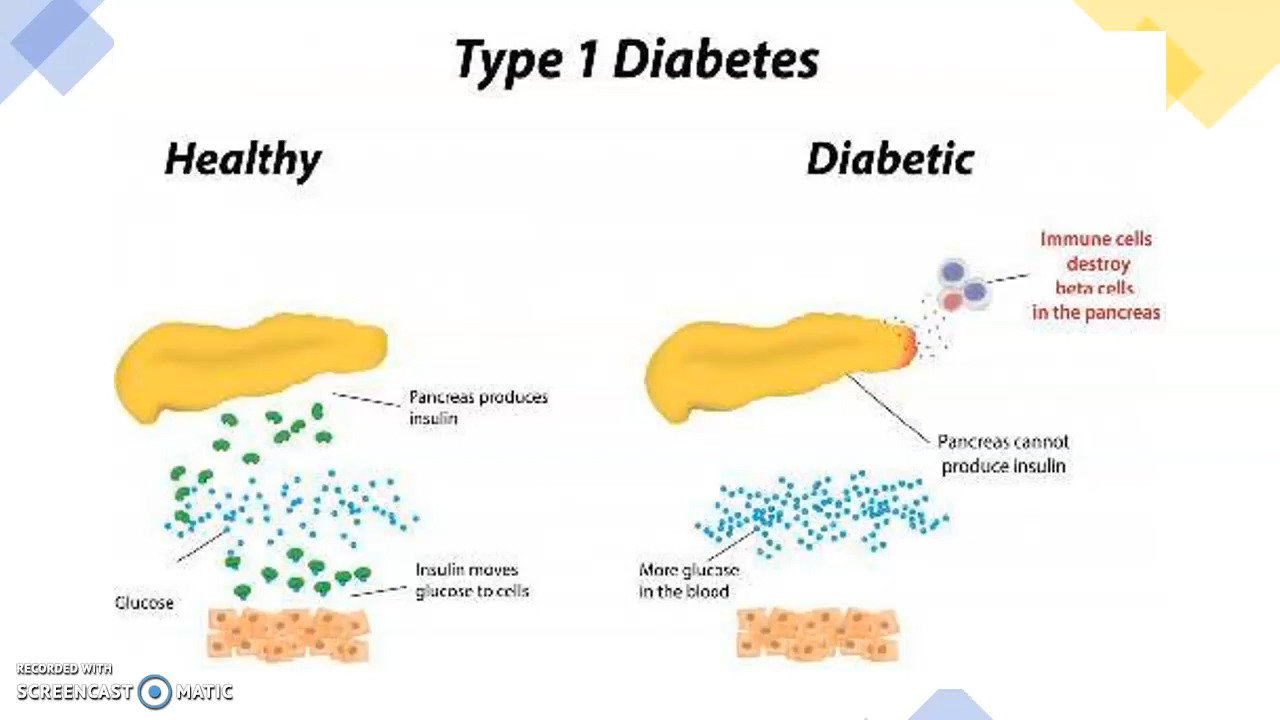 Type 1 Diabetes
Healthy
Diabetic
Immune cells
destroy
beta cells
in the pancreas
Pancreas produces
insulin
Pancreas cannot
produce insulin
Glucose
Insulin moves
glucose to cells
More glucose
in the blood
RECORDED WITH
SCREENCAST MATIC